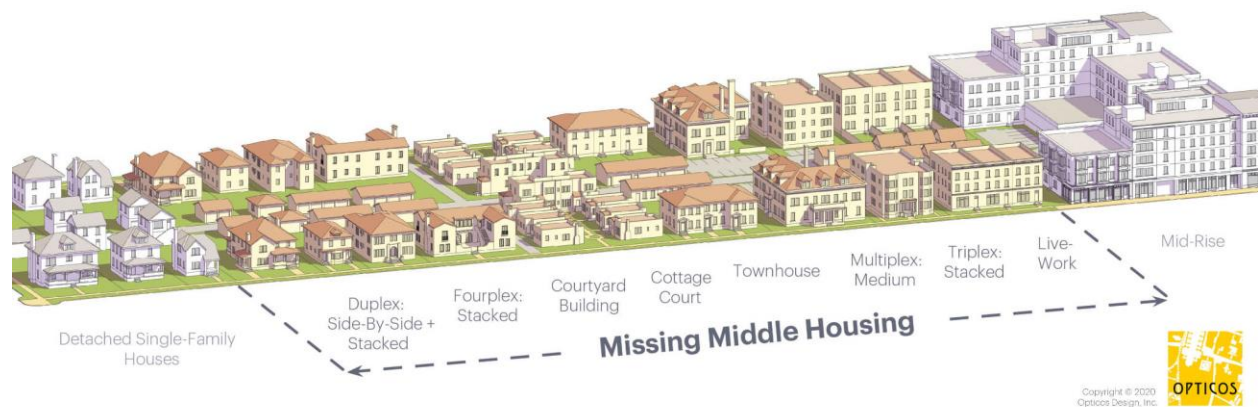 Detached Single-Family
Houses
Duplex:
Side-By-Side +
Stacked
Fourplex:
Stacked
Courtyard
Building
Cottage
Court
Townhouse
Multiplex:
Medium
Triplex:
Stacked
Live-
Work
Mid-Rise
Missing Middle Housing
Copyright © 2020
Opticos Design, Inc.
OPTICOS